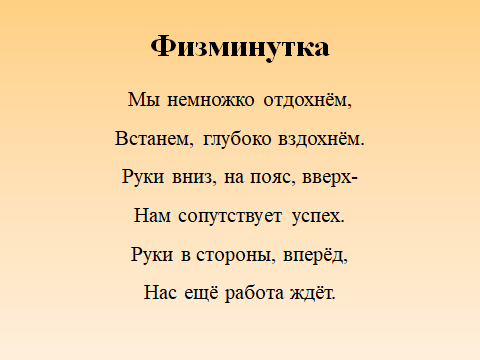 Физминутка
Мы немножко отдохнём,
Встанем, глубоко вздохнём.
Руки вниз, на пояс, вверх-
Нам сопутствует успех.
Руки в стороны, вперёд,
Нас ещё работа ждёт.